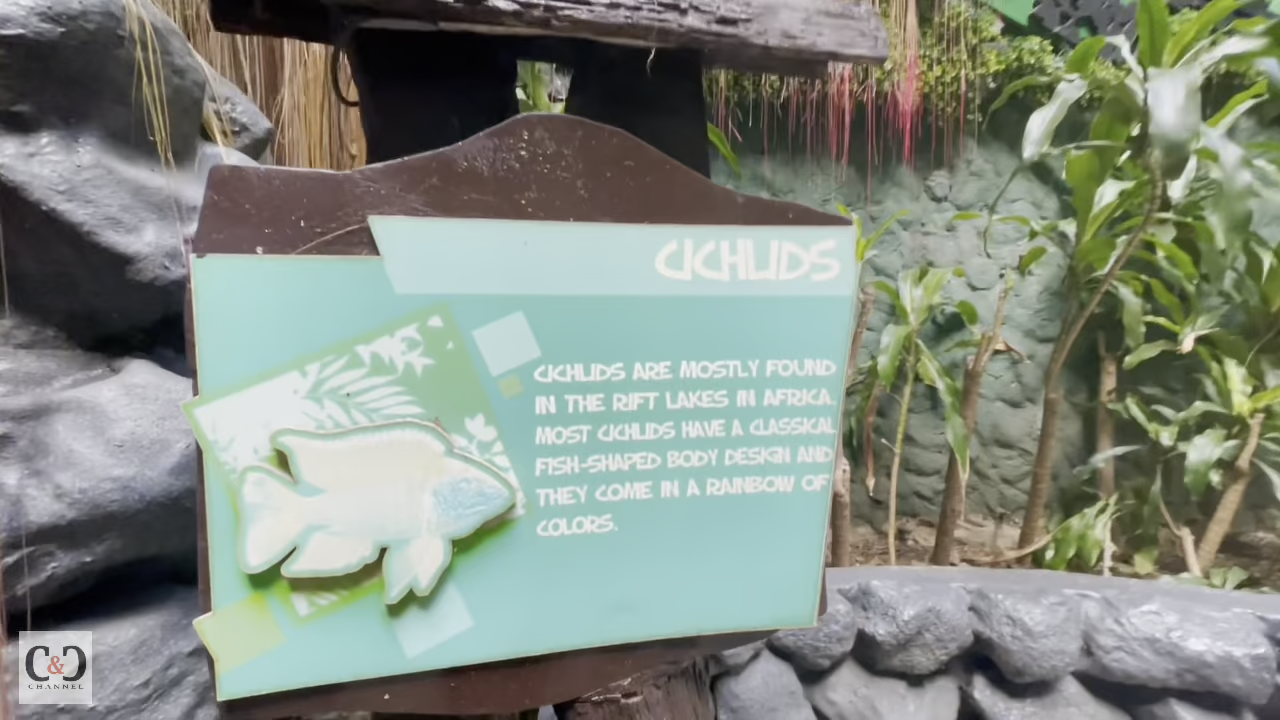 CICHLIDS
CICHLIDS ARE MOSTLY FOUND
IN THE RIFT LAKES IN AFRICA.
MOST CICHLIDS HAVE A CLASSICAL
FISH-SHAPED BODY DESIGN AND
THEY COME IN A RAINBOW OF
COLORS.
C&C
CHANNEL